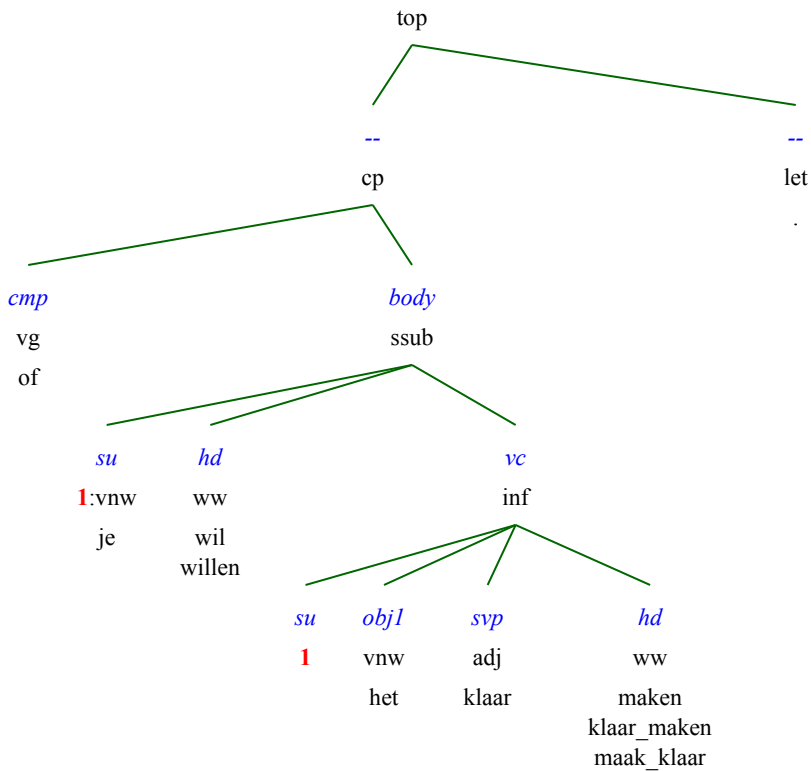 top
-- --
cp let
.
cmp body
vg ssub
of
su hd vc
1:vnw ww inf
je wil
willen
su obj1 svp hd
1 vnw adj ww
het klaar maken
klaar_maken
maak_klaar